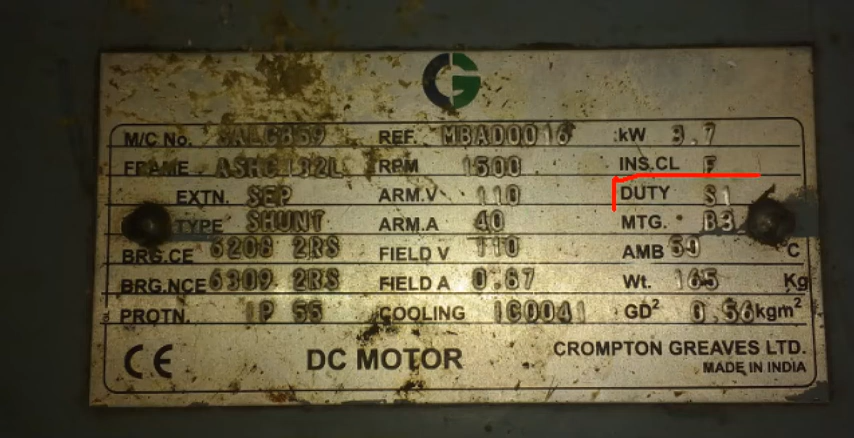 M/C No. REF. MBAD0016 kW 3.7
FRAME RPM 1500 INS.CL F
EXTN. SEP ARM.V 110 DUTY S1
TYPE SHUNT ARM.A 40 MTG. B3
BRG.CE 6208 2RS FIELD V 110 AMB 50 C
BRG.NCE 6309 2RS FIELD A 0.87 Wt. 165 Kg
PROTN. IP 55 COOLING IC0041 GD² 0.56 kgm²
CE DC MOTOR CROMPTON GREAVES LTD.
MADE IN INDIA